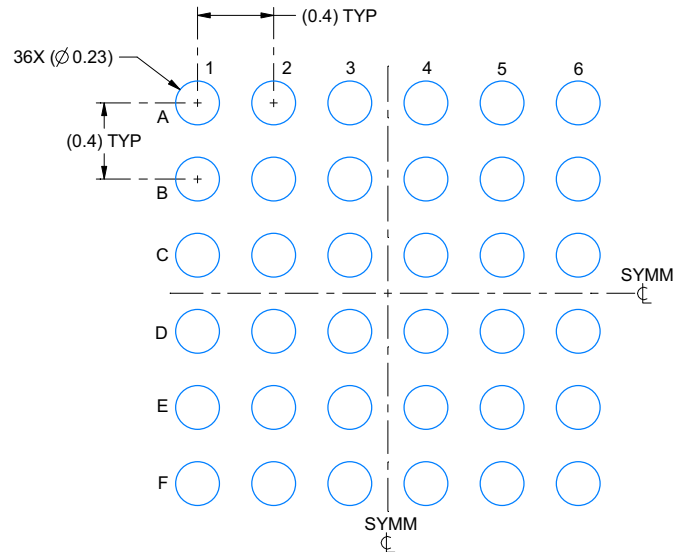 (0.4) TYP
36X (∅ 0.23)
1 2 3 4 5 6
A
(0.4) TYP
B
C
SYMM
℄
D
E
F
SYMM
℄